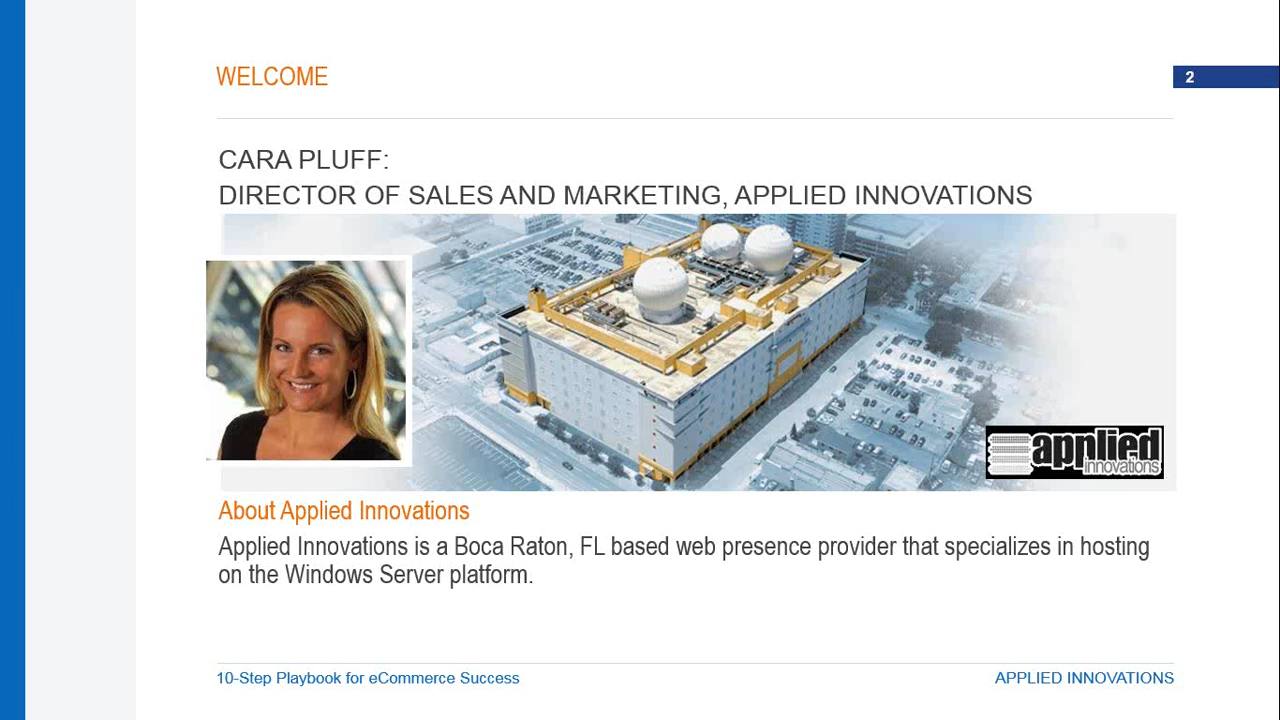 WELCOME
2
CARA PLUFF:
DIRECTOR OF SALES AND MARKETING, APPLIED INNOVATIONS
applied
innovations
About Applied Innovations
Applied Innovations is a Boca Raton, FL based web presence provider that specializes in hosting
on the Windows Server platform.
10-Step Playbook for eCommerce Success
APPLIED INNOVATIONS